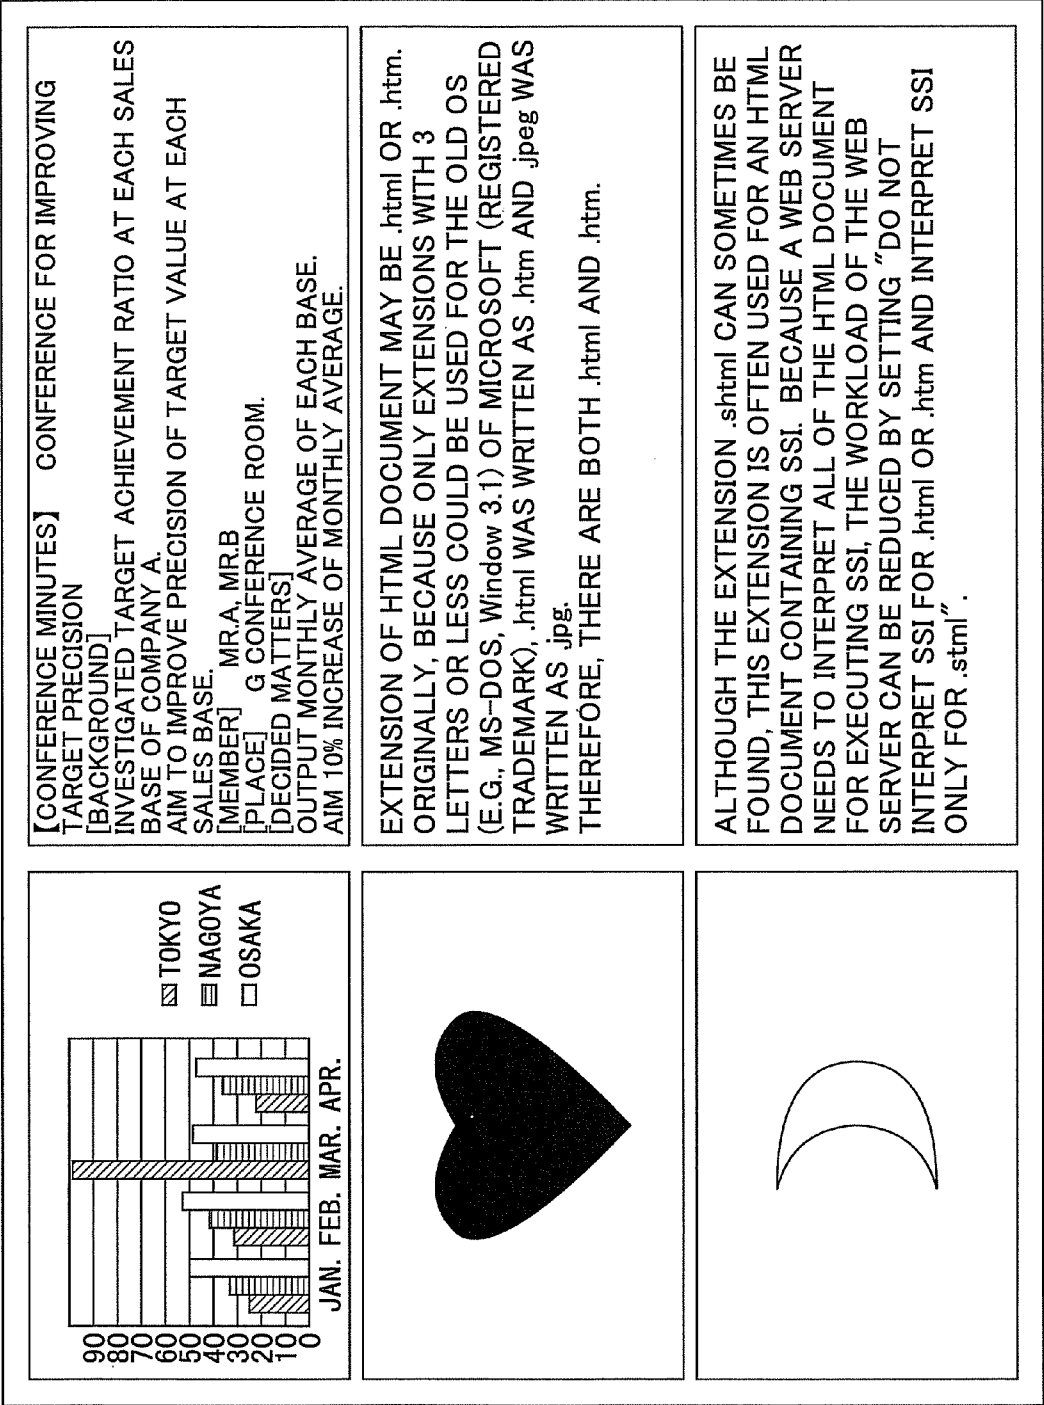 90
80
70
60
50
40
30
20
10
0
JAN. FEB. MAR. APR.
TOKYO
NAGOYA
OSAKA
【CONFERENCE MINUTES】 CONFERENCE FOR IMPROVING
TARGET PRECISION
[BACKGROUND]
INVESTIGATED TARGET ACHIEVEMENT RATIO AT EACH SALES
BASE OF COMPANY A.
AIM TO IMPROVE PRECISION OF TARGET VALUE AT EACH
SALES BASE.
[MEMBER] MR.A, MR.B
[PLACE] G CONFERENCE ROOM.
[DECIDED MATTERS]
OUTPUT MONTHLY AVERAGE OF EACH BASE.
AIM 10% INCREASE OF MONTHLY AVERAGE.
EXTENSION OF HTML DOCUMENT MAY BE .html OR .htm.
ORIGINALLY, BECAUSE ONLY EXTENSIONS WITH 3
LETTERS OR LESS COULD BE USED FOR THE OLD OS
(E.G., MS-DOS, Window 3.1) OF MICROSOFT (REGISTERED
TRADEMARK), .html WAS WRITTEN AS .htm AND .jpeg WAS
WRITTEN AS .jpg.
THEREFORE, THERE ARE BOTH .html AND .htm.
ALTHOUGH THE EXTENSION .shtml CAN SOMETIMES BE
FOUND, THIS EXTENSION IS OFTEN USED FOR AN HTML
DOCUMENT CONTAINING SSI. BECAUSE A WEB SERVER
NEEDS TO INTERPRET ALL OF THE HTML DOCUMENT
FOR EXECUTING SSI, THE WORKLOAD OF THE WEB
SERVER CAN BE REDUCED BY SETTING "DO NOT
INTERPRET SSI FOR .html OR .htm AND INTERPRET SSI
ONLY FOR .stml".